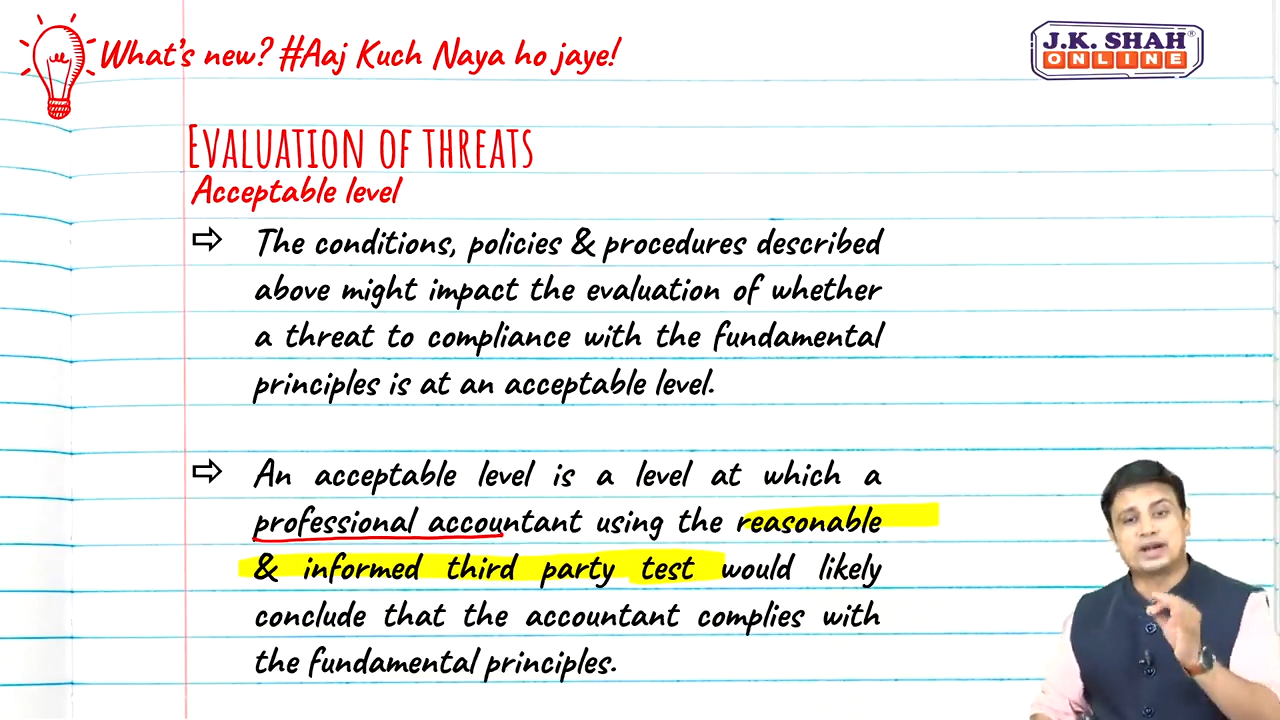 What's new? #Aaj Kuch Naya ho jaye!
J.K. SHAH®
ONLINE
EVALUATION OF THREATS
Acceptable level
⇨ The conditions, policies & procedures described
above might impact the evaluation of whether
a threat to compliance with the fundamental
principles is at an acceptable level.
⇨ An acceptable level is a level at which a
professional accountant using the reasonable
& informed third party test would likely
conclude that the accountant complies with
the fundamental principles.